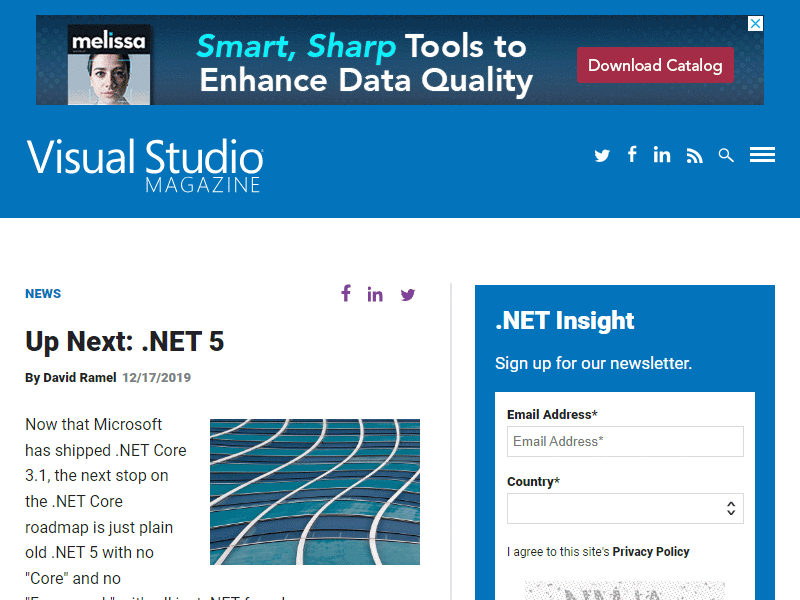 melissa
Smart, Sharp Tools to
Enhance Data Quality
Download Catalog
Visual Studio
MAGAZINE
NEWS
Up Next: .NET 5
By David Ramel 12/17/2019
Now that Microsoft
has shipped .NET Core
3.1, the next stop on
the .NET Core
roadmap is just plain
old .NET 5 with no
"Core" and no
.NET Insight
Sign up for our newsletter.
Email Address*
Email Address*
Country*
I agree to this site's Privacy Policy